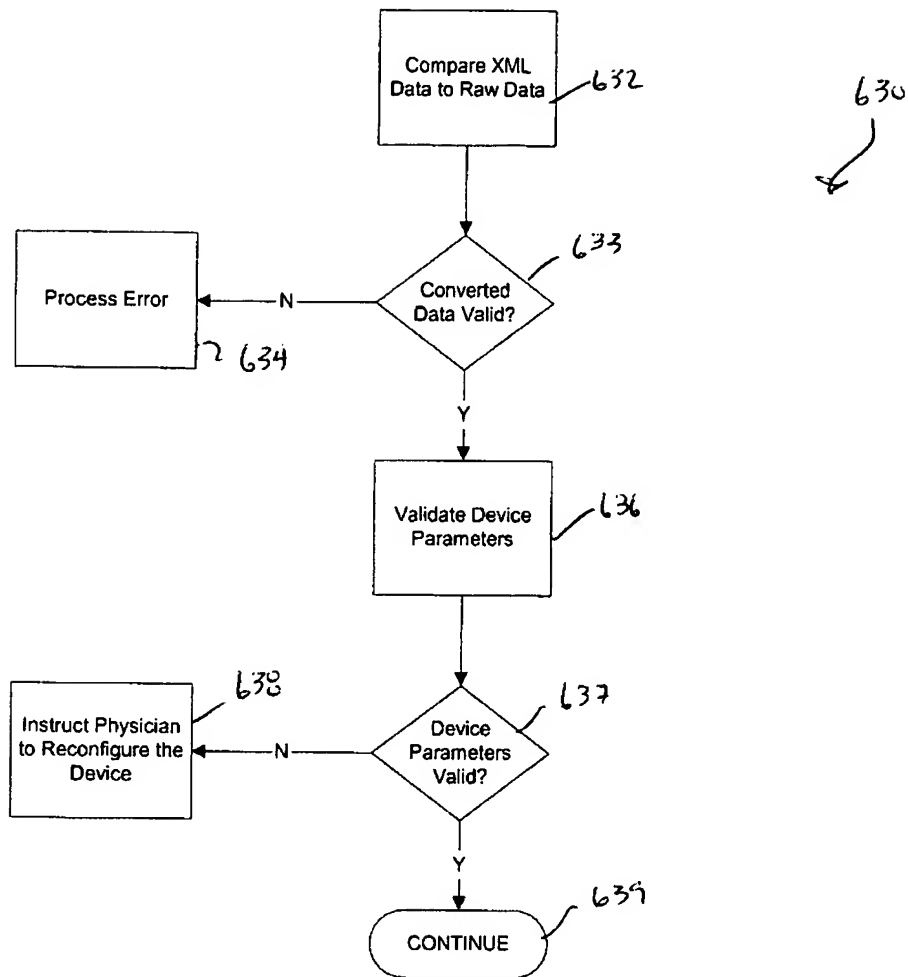 Compare XML
Data to Raw Data
632
630
633
Converted
Data Valid?
N
Process Error
634
Y
Validate Device
Parameters
636
638
Instruct Physician
to Reconfigure the
Device
N
637
Device
Parameters
Valid?
Y
639
CONTINUE